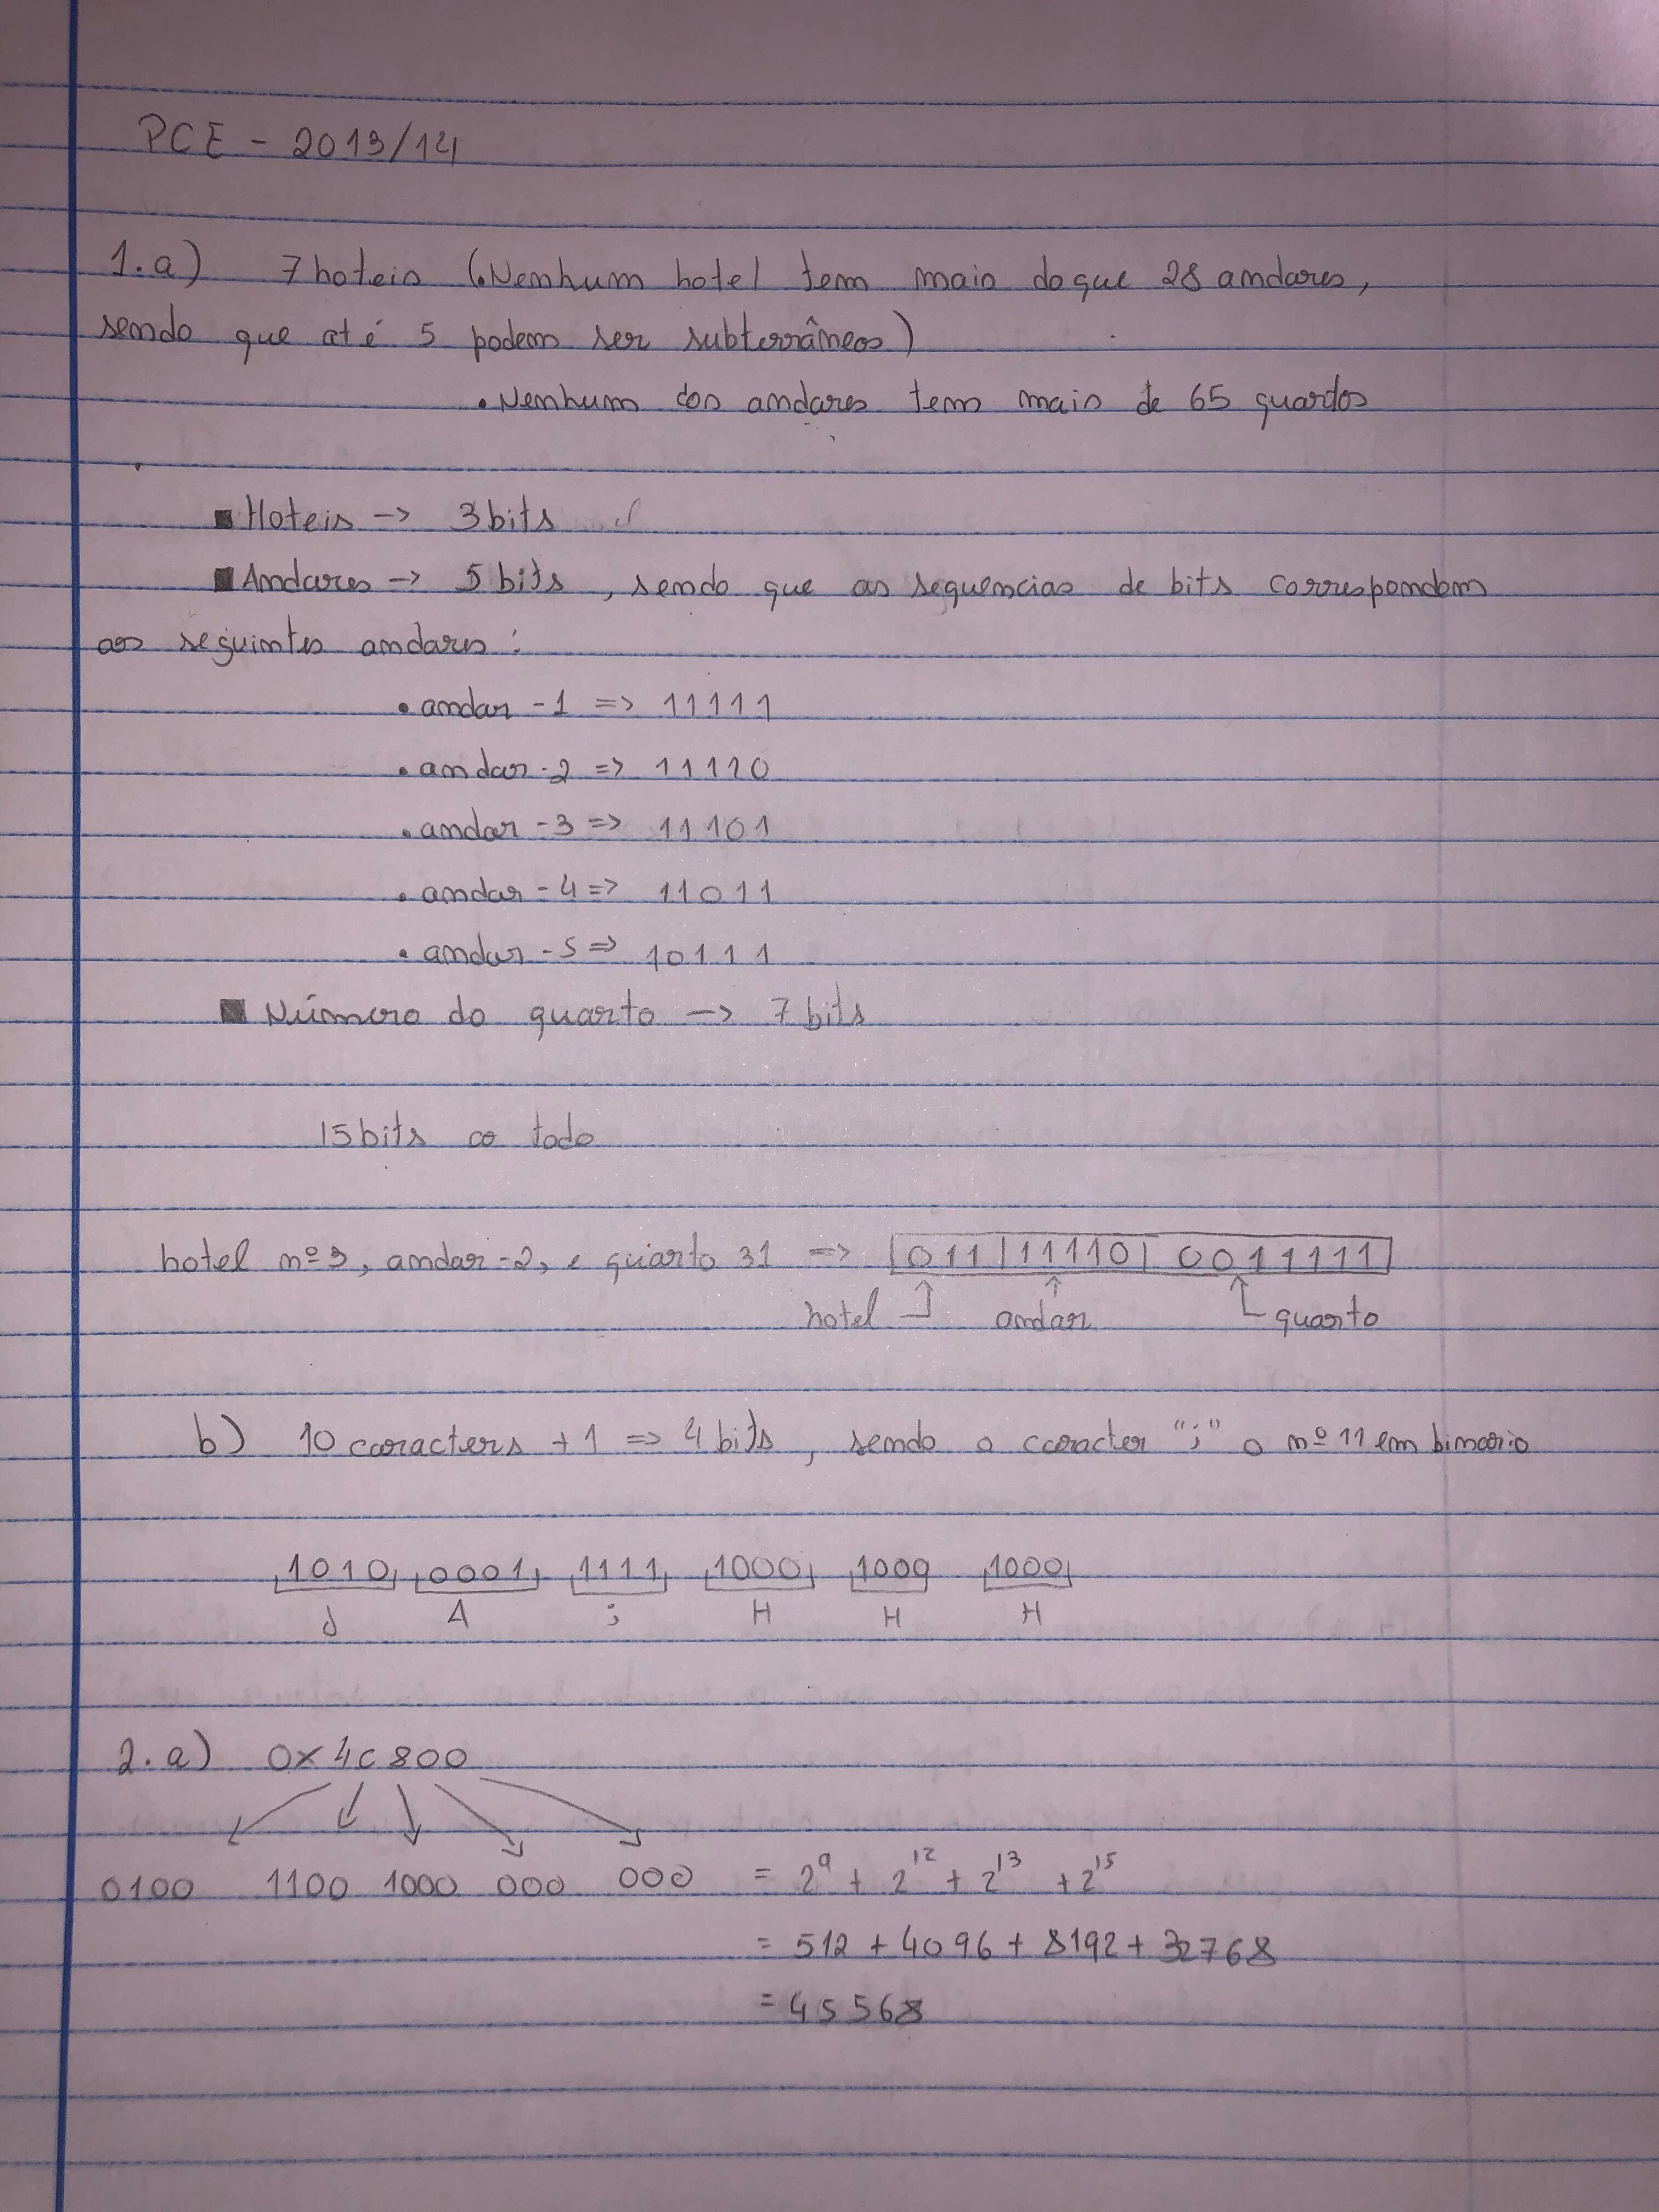 PCE - 2013/14
1.a) 7 hoteis (.Nenhum hotel tem mais do que 28 andares,
sendo que até 5 podem ser subterrâneos)
• Nenhum dos andares tem mais de 65 quartos
■ Hoteis -> 3 bits
■ Andares -> 5 bits, sendo que as sequencias de bits correspondem
aos seguintes andares:
• andar -1 => 11111
• andar -2 => 11110
• andar -3 => 11101
• andar -4 => 11011
• andar -5 => 10111
■ Número do quarto -> 7 bits
15 bits ao todo
hotel nº 3, andar -2, e quarto 31 => |011|11110|0011111|
hotel andar quarto
b) 10 caracters + 1 => 4 bits, sendo o caracter ";" o nº 11 em binario
1010 0001 1111 1000 1000 1000
J A ; H H H
2.a) 0x4C800
0100 1100 1000 000 000 = 2^9 + 2^12 + 2^13 + 2^15
= 512 + 4096 + 8192 + 32768
= 45568